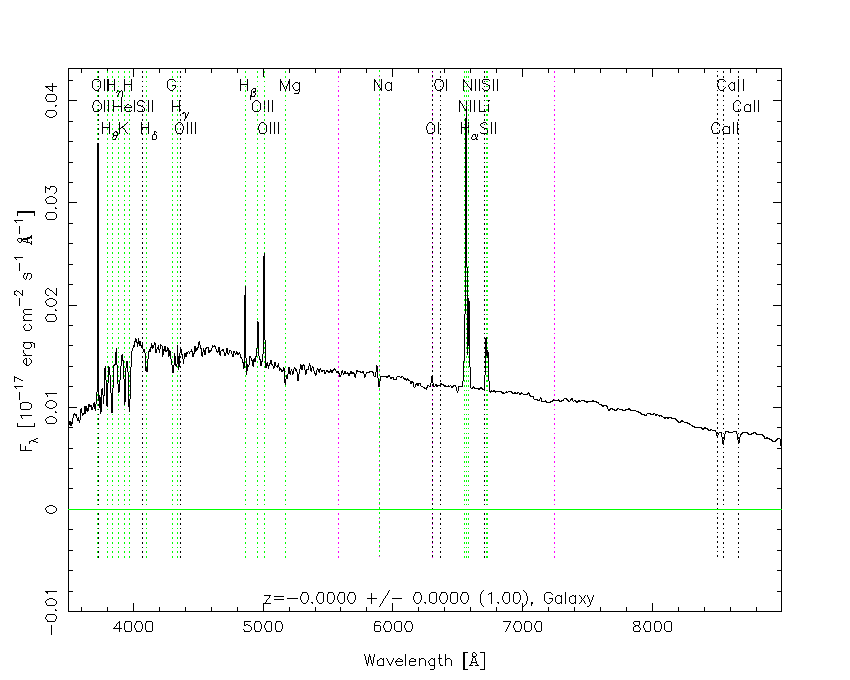 OII Hη H G Hβ Mg Na OI NII SII CaII
OII HeI SII Hγ OIII NII Li CaII
Hθ K Hδ OIII OIII OI Hα SII CaII
0.04
0.03
0.02
0.01
0
−0.01
Fλ [10−17 erg cm−2 s−1 Å−1]
z=−0.0000 +/− 0.0000 (1.00), Galaxy
4000 5000 6000 7000 8000
Wavelength [Å]